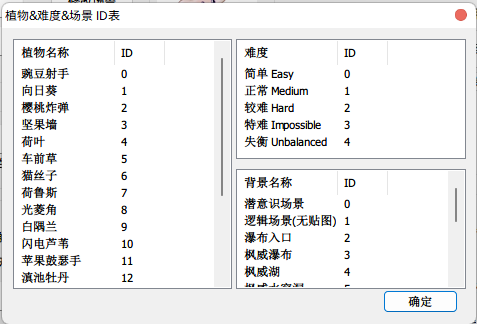 植物&难度&场景 ID表
植物名称 ID
豌豆射手 0
向日葵 1
樱桃炸弹 2
坚果墙 3
荷叶 4
车前草 5
猫丝子 6
荷鲁斯 7
光菱角 8
白隅兰 9
闪电芦苇 10
苹果鼓瑟手 11
滇池牡丹 12
难度 ID
简单 Easy 0
正常 Medium 1
较难 Hard 2
特难 Impossible 3
失衡 Unbalanced 4
背景名称 ID
潜意识场景 0
逻辑场景(无贴图) 1
瀑布入口 2
枫威瀑布 3
枫威湖 4
确定